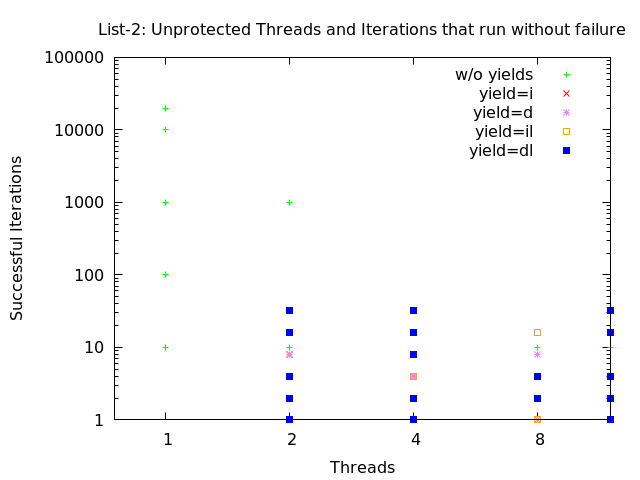 List-2: Unprotected Threads and Iterations that run without failure
100000
10000
1000
100
10
1
Successful Iterations
w/o yields
yield=i
yield=d
yield=il
yield=dl
1
2
4
8
Threads